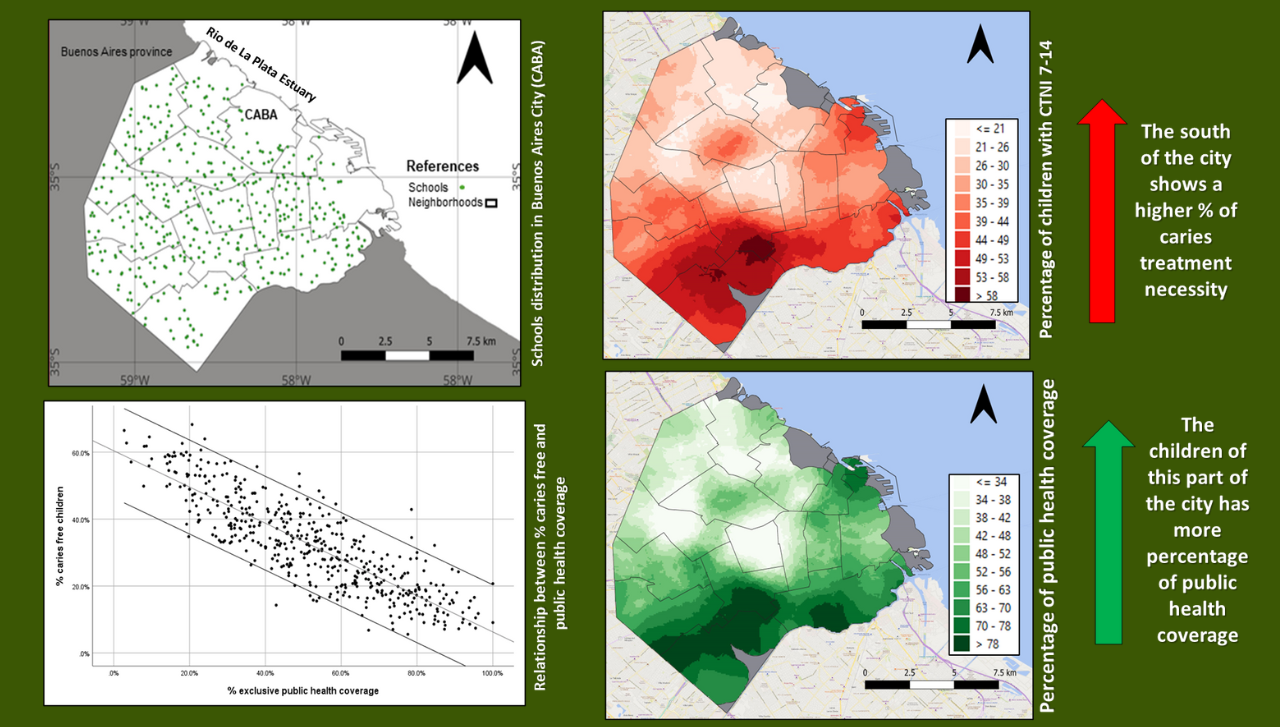 59°W
58°W
58°W
Buenos Aires province
Rio de La Plata Estuary
CABA
References
Schools
Neighborhoods
35°S
35°S
0
2.5
5
7.5 km
35°S
35°S
59°W
58°W
58°W
Schools distribution in Buenos Aires City (CABA)
<= 21
21 - 26
26 - 30
30 - 35
35 - 39
39 - 44
44 - 49
49 - 53
53 - 58
> 58
0
2.5
5
7.5 km
Percentage of children with CTNI 7-14
The south
of the city
shows a
higher % of
caries
treatment
necessity
60.0%
40.0%
20.0%
.0%
% caries free children
.0%
20.0%
40.0%
60.0%
80.0%
100.0%
% exclusive public health coverage
Relationship between % caries free and
public health coverage
<= 34
34 - 38
38 - 42
42 - 48
48 - 52
52 - 56
56 - 63
63 - 70
70 - 78
> 78
0
2.5
5
7.5 km
Percentage of public health coverage
The
children of
this part of
the city has
more
percentage
of public
health
coverage